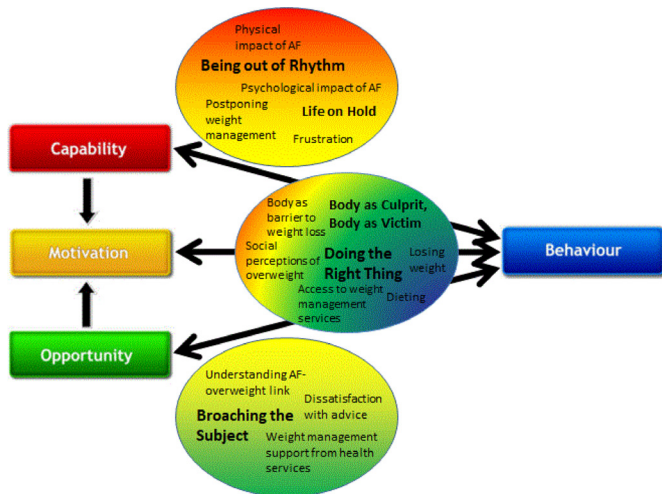 Physical
impact of AF
Being out of Rhythm
Psychological impact of AF
Postponing
weight
management
Life on Hold
Frustration
Capability
Motivation
Opportunity
Body as
barrier to
weight loss
Body as Culprit,
Body as Victim
Social
perceptions of
overweight
Doing the
Right Thing
Losing
weight
Access to weight
management
services
Dieting
Behaviour
Understanding AF-
overweight link
Dissatisfaction
with advice
Broaching the
Subject
Weight management
support from health
services